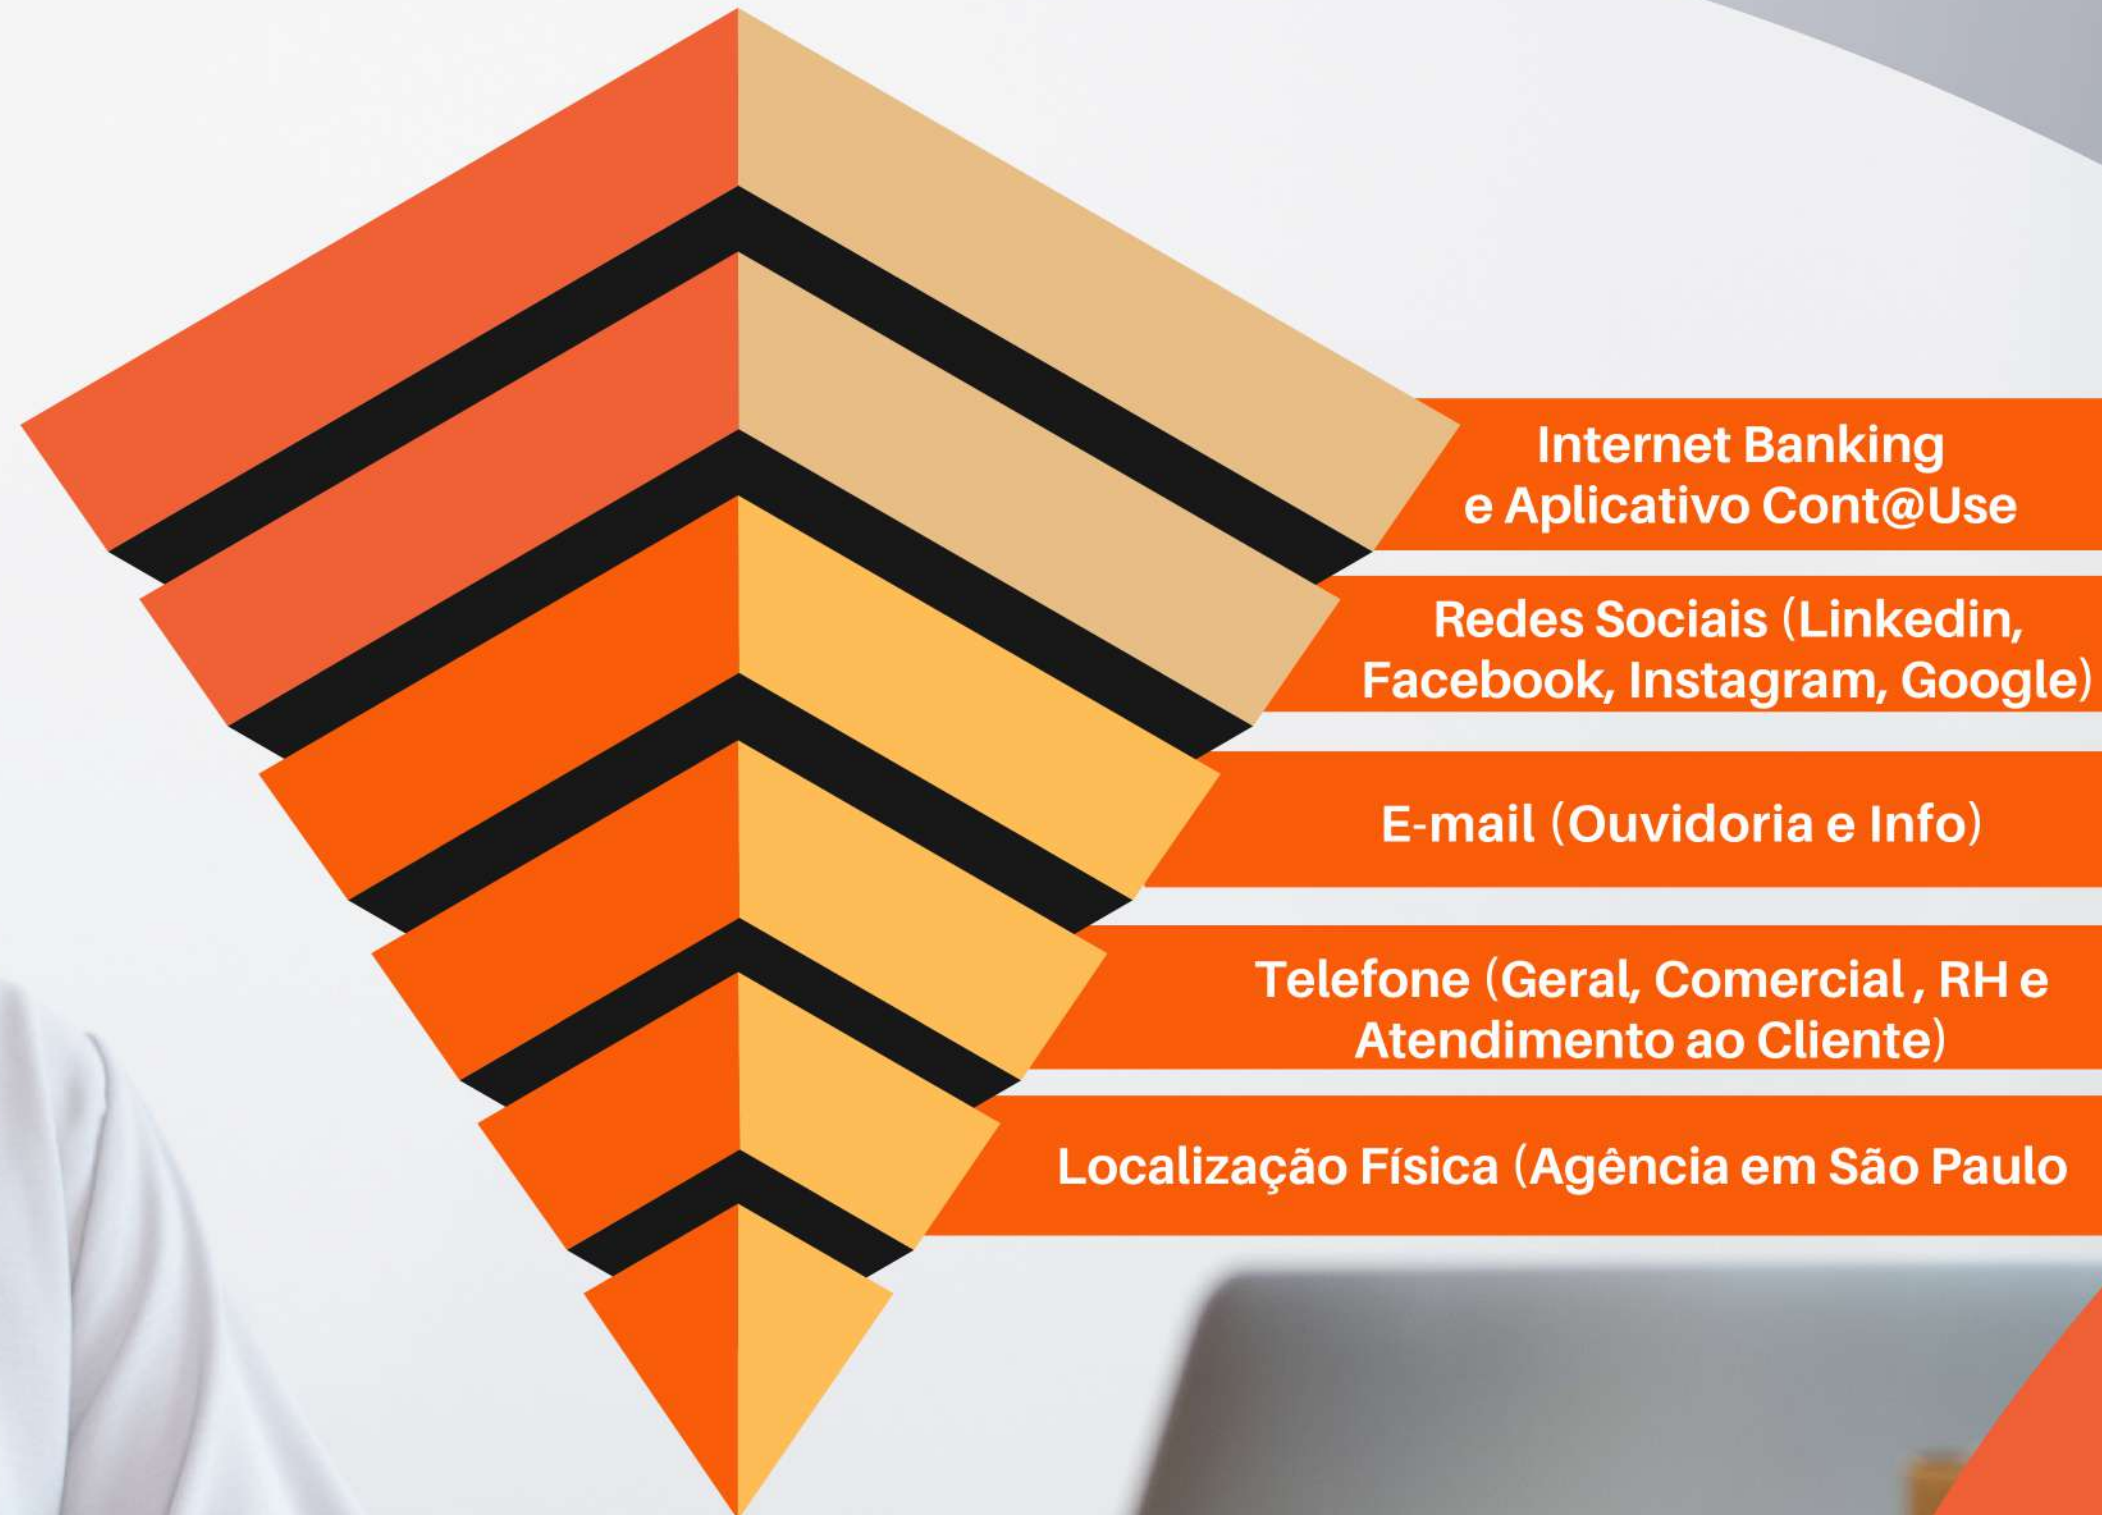 Internet Banking
e Aplicativo Cont@Use
Redes Sociais (Linkedin,
Facebook, Instagram, Google)
E-mail (Ouvidoria e Info)
Telefone (Geral, Comercial , RH e
Atendimento ao Cliente)
Localização Física (Agência em São Paulo